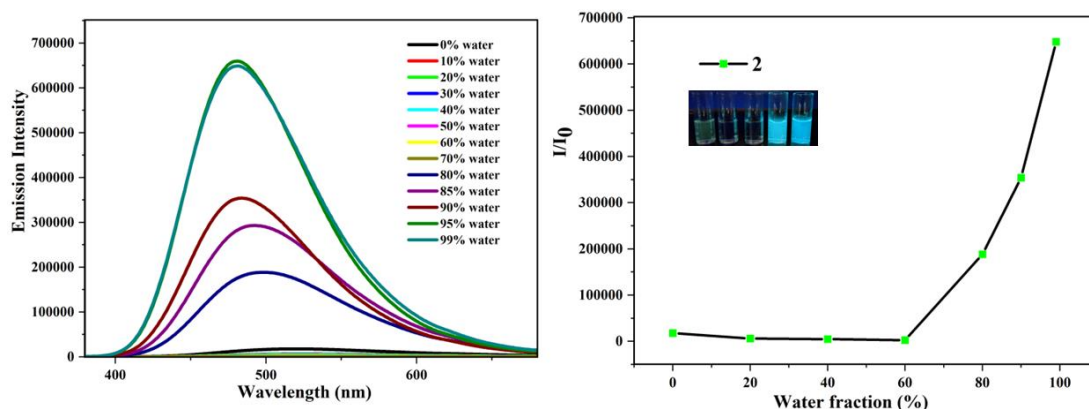 700000
600000
500000
400000
300000
200000
100000
0
Emission Intensity
0% water
10% water
20% water
30% water
40% water
50% water
60% water
70% water
80% water
85% water
90% water
95% water
99% water
400
500
600
Wavelength (nm)
700000
600000
500000
400000
300000
200000
100000
0
I/I0
2
0
20
40
60
80
100
Water fraction (%)